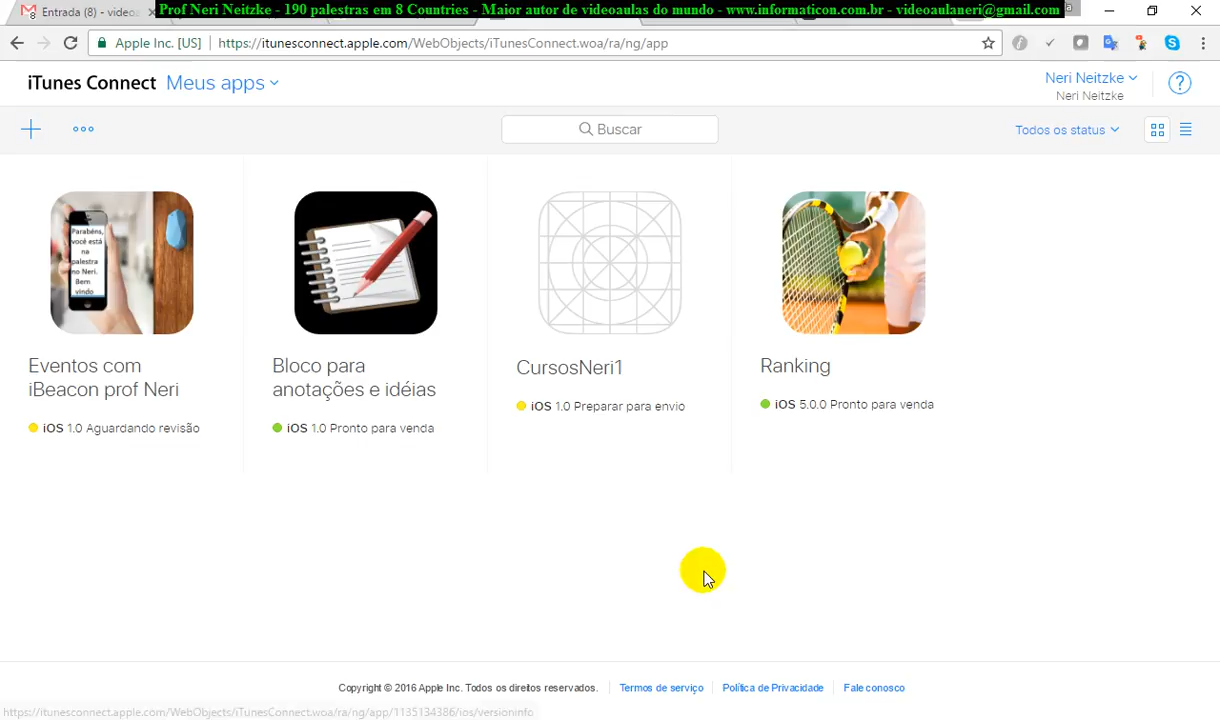 Prof Neri Neitzke - 190 palestras em 8 Countries - Maior autor de videoaulas do mundo - www.informaticon.com.br - videoaulaneri@gmail.com
Entrada (8) - videoa
Apple Inc. [US] https://itunesconnect.apple.com/WebObjects/iTunesConnect.woa/ra/ng/app
iTunes Connect Meus apps
Neri Neitzke
Neri Neitzke
?
Buscar
Todos os status
Parabéns,
você está
na
palestra
no Neri.
Bem
vindo
Eventos com
iBeacon prof Neri
iOS 1.0 Aguardando revisão
Bloco para
anotações e idéias
iOS 1.0 Pronto para venda
CursosNeri1
iOS 1.0 Preparar para envio
Ranking
iOS 5.0.0 Pronto para venda
Copyright © 2016 Apple Inc. Todos os direitos reservados. Termos de serviço Política de Privacidade Fale conosco
https://itunesconnect.apple.com/WebObjects/iTunesConnect.woa/ra/ng/app/1135134386/ios/versioninfo